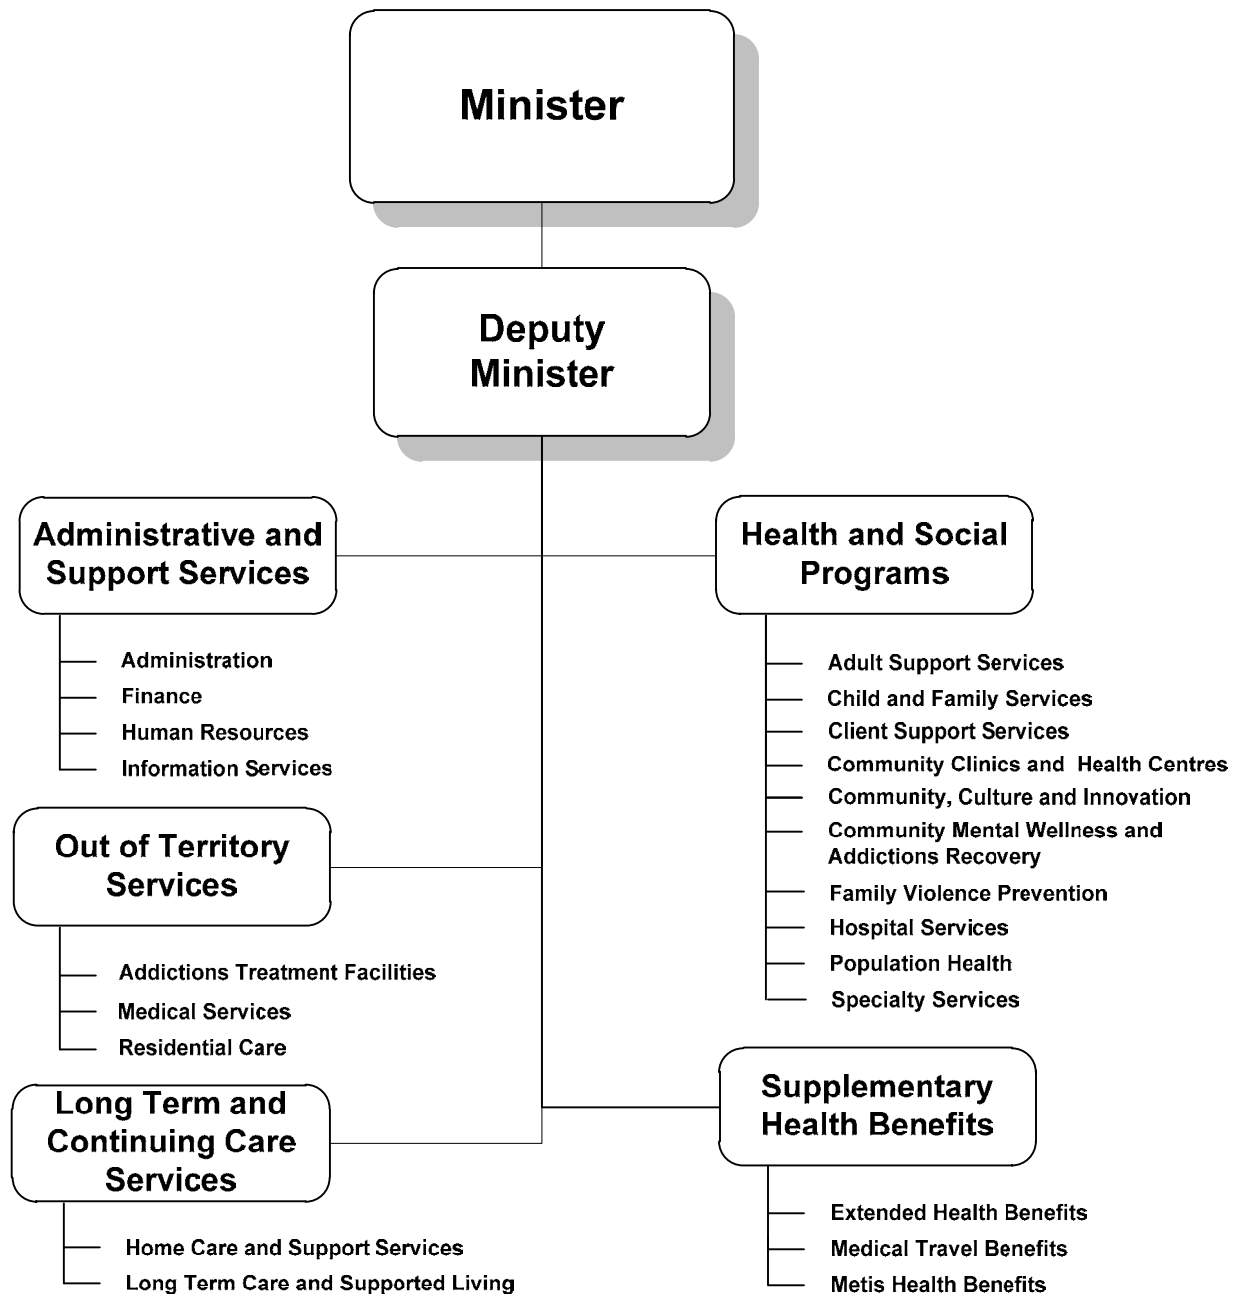 Minister
Deputy
Minister
Administrative and
Support Services
Administration
Finance
Human Resources
Information Services
Out of Territory
Services
Addictions Treatment Facilities
Medical Services
Residential Care
Long Term and
Continuing Care
Services
Home Care and Support Services
Long Term Care and Supported Living
Health and Social
Programs
Adult Support Services
Child and Family Services
Client Support Services
Community Clinics and Health Centres
Community, Culture and Innovation
Community Mental Wellness and
Addictions Recovery
Family Violence Prevention
Hospital Services
Population Health
Specialty Services
Supplementary
Health Benefits
Extended Health Benefits
Medical Travel Benefits
Metis Health Benefits